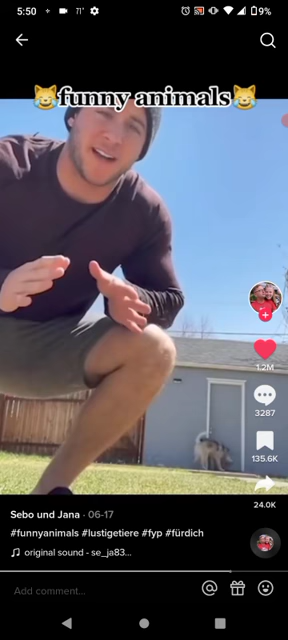 5:50
71°
9%
😹funny animals😹
1.2M
3287
135.6K
24.0K
Sebo und Jana · 06-17
#funnyanimals #lustigetiere #fyp #fürdich
original sound - se_ja83...
Add comment...